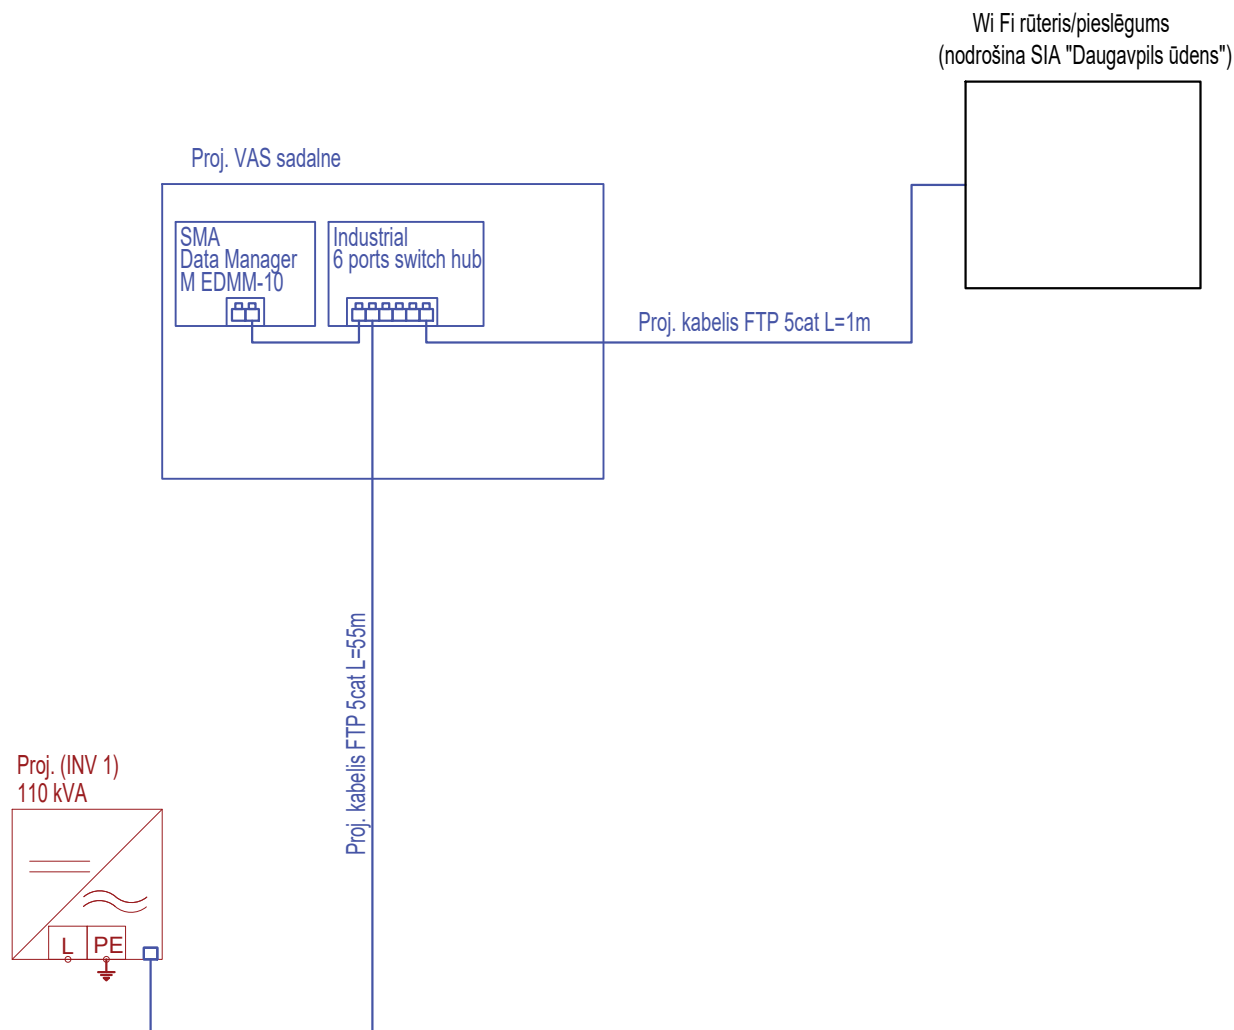 Wi Fi rūteris/pieslēgums
(nodrošina SIA "Daugavpils ūdens")
Proj. VAS sadalne
SMA
Data Manager
M EDMM-10
Industrial
6 ports switch hub
Proj. kabelis FTP 5cat L=1m
Proj. kabelis FTP 5cat L=55m
Proj. (INV 1)
110 kVA
L
PE